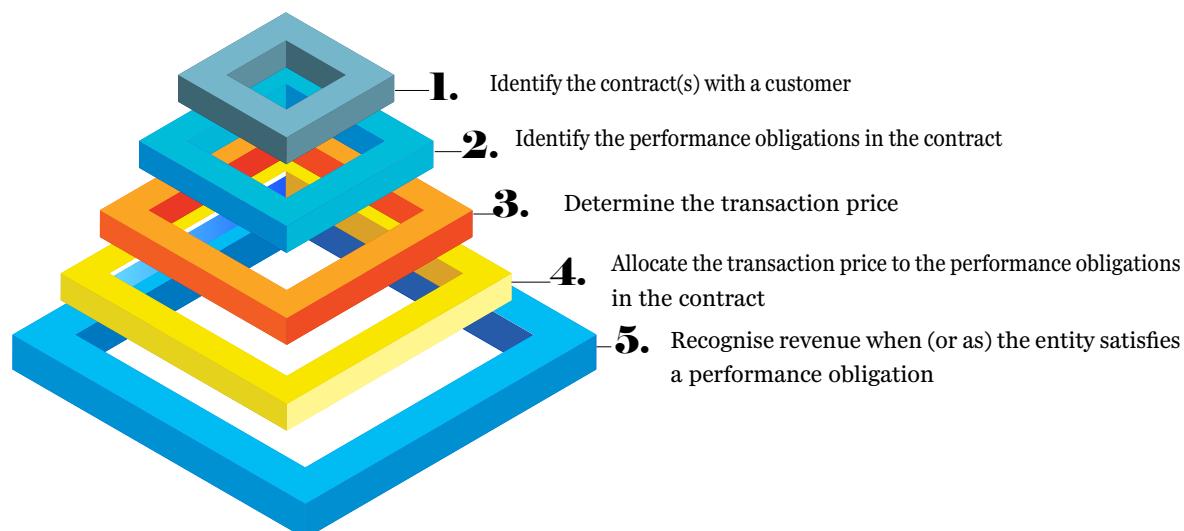 1. Identify the contract(s) with a customer
2. Identify the performance obligations in the contract
3. Determine the transaction price
4. Allocate the transaction price to the performance obligations
in the contract
5. Recognise revenue when (or as) the entity satisfies
a performance obligation